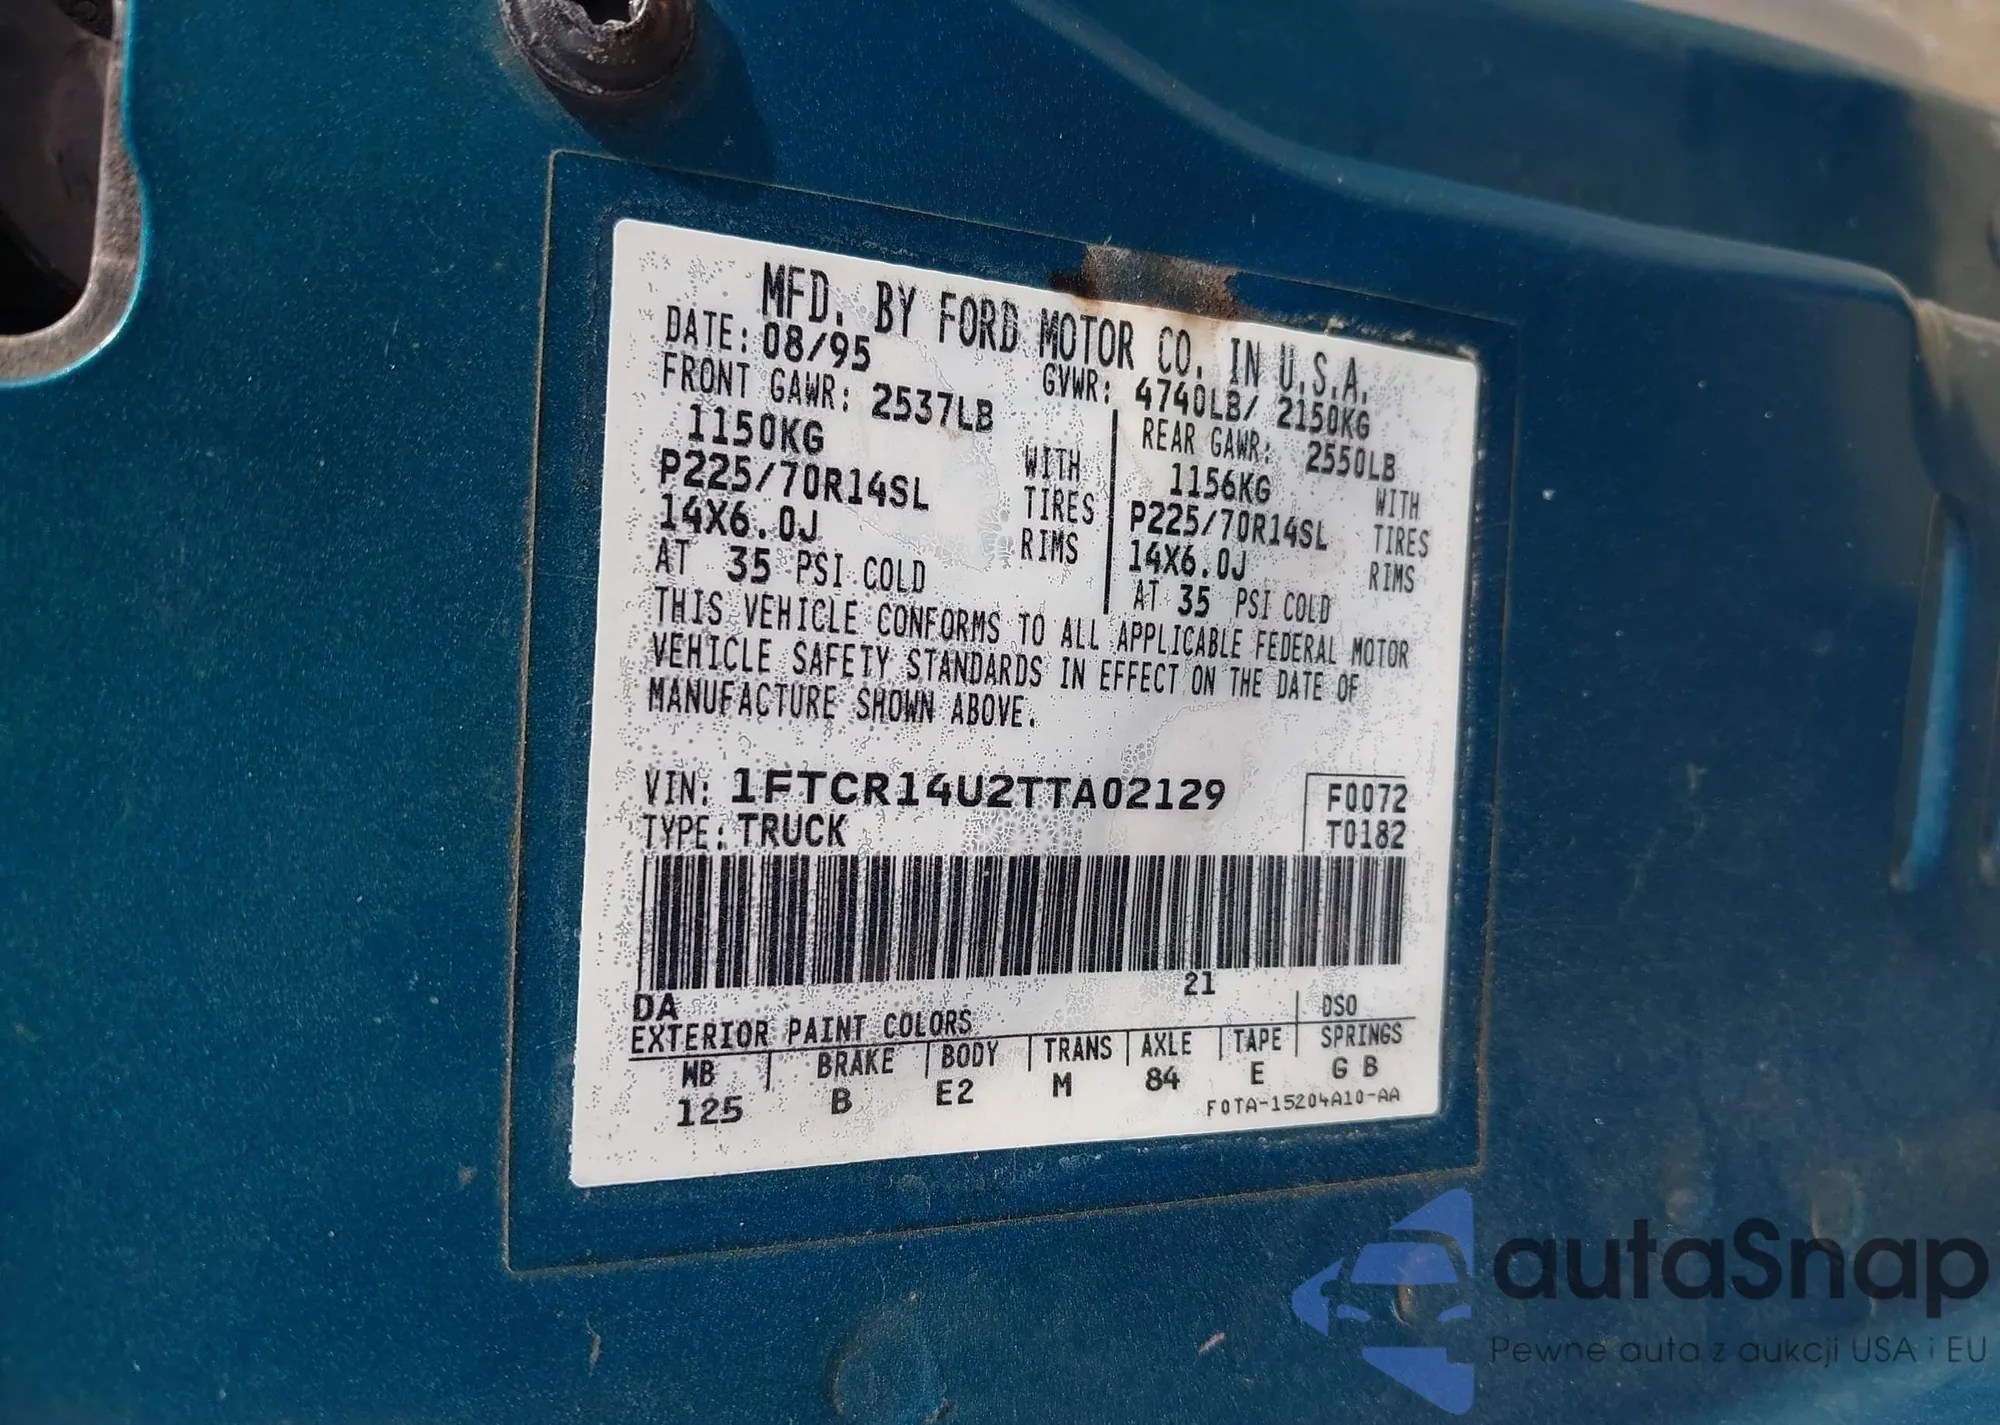 MFD. BY FORD MOTOR CO. IN U.S.A.
DATE: 08/95 GVWR: 4740LB/ 2150KG
FRONT GAWR: 2537LB REAR GAWR: 2550LB
1150KG WITH 1156KG WITH
P225/70R14SL TIRES P225/70R14SL TIRES
14X6.0J RIMS 14X6.0J RIMS
AT 35 PSI COLD AT 35 PSI COLD
THIS VEHICLE CONFORMS TO ALL APPLICABLE FEDERAL MOTOR
VEHICLE SAFETY STANDARDS IN EFFECT ON THE DATE OF
MANUFACTURE SHOWN ABOVE.
VIN: 1FTCR14U2TTA02129 F0072
TYPE: TRUCK T0182
21
DA
EXTERIOR PAINT COLORS DSO
WB BRAKE BODY TRANS AXLE TAPE SPRINGS
125 B E2 M 84 E G B
F0TA-15204A10-AA
autaSnap
Pewne auta z aukcji USA i EU